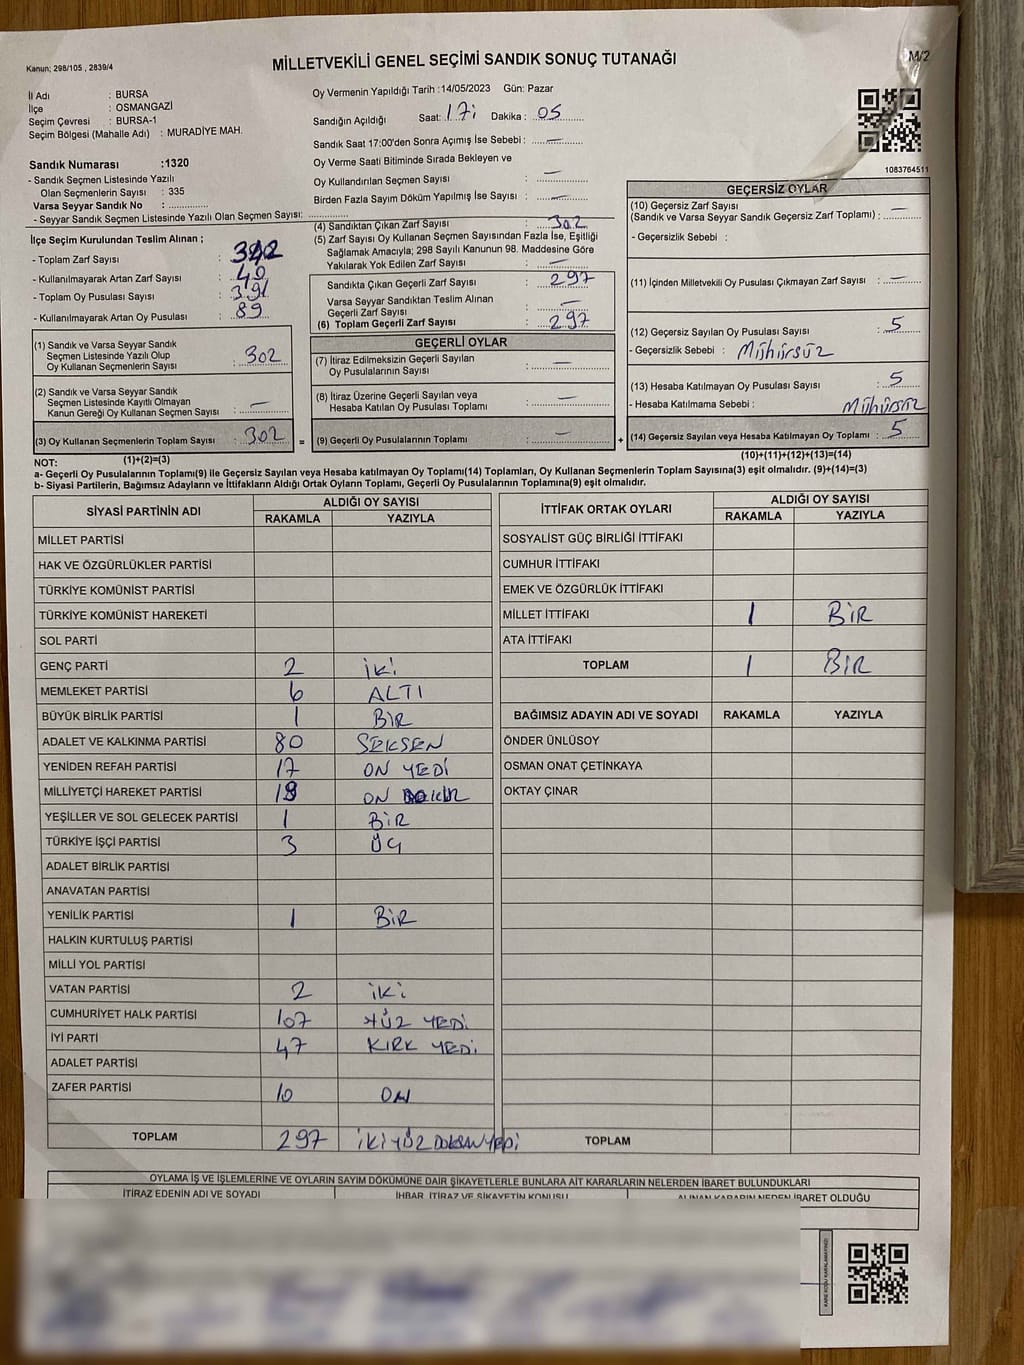 Kanun; 298/105 , 2839/4
MİLLETVEKİLİ GENEL SEÇİMİ SANDIK SONUÇ TUTANAĞI
M/2
İl Adı : BURSA
İlçe : OSMANGAZİ
Seçim Çevresi : BURSA-1
Seçim Bölgesi (Mahalle Adı) : MURADİYE MAH.
Sandık Numarası :1320
- Sandık Seçmen Listesinde Yazılı
Olan Seçmenlerin Sayısı : 335
Varsa Seyyar Sandık No : ..............
- Seyyar Sandık Seçmen Listesinde Yazılı Olan Seçmen Sayısı: ..............
Oy Vermenin Yapıldığı Tarih :14/05/2023 Gün: Pazar
Sandığın Açıldığı Saat: 17 Dakika : 05
Sandık Saat 17:00'den Sonra Açımış İse Sebebi : —
Oy Verme Saati Bitiminde Sırada Bekleyen ve
Oy Kullandırılan Seçmen Sayısı —
Birden Fazla Sayım Döküm Yapılmış İse Sayısı : —
1083764511
İlçe Seçim Kurulundan Teslim Alınan ;
- Toplam Zarf Sayısı :
- Kullanılmayarak Artan Zarf Sayısı : 40
- Toplam Oy Pusulası Sayısı : 391
- Kullanılmayarak Artan Oy Pusulası : 89
(1) Sandık ve Varsa Seyyar Sandık
Seçmen Listesinde Yazılı Olup
Oy Kullanan Seçmenlerin Sayısı : 302
(2) Sandık ve Varsa Seyyar Sandık
Seçmen Listesinde Kayıtlı Olmayan
Kanun Gereği Oy Kullanan Seçmen Sayısı : —
(3) Oy Kullanan Seçmenlerin Toplam Sayısı : 302
(4) Sandıktan Çıkan Zarf Sayısı : 302
(5) Zarf Sayısı Oy Kullanan Seçmen Sayısından Fazla İse, Eşitliği
Sağlamak Amacıyla; 298 Sayılı Kanunun 98. Maddesine Göre
Yakılarak Yok Edilen Zarf Sayısı : —
Sandıkta Çıkan Geçerli Zarf Sayısı : 297
Varsa Seyyar Sandıktan Teslim Alınan
Geçerli Zarf Sayısı : —
(6) Toplam Geçerli Zarf Sayısı : 297
GEÇERLİ OYLAR
(7) İtiraz Edilmeksizin Geçerli Sayılan
Oy Pusulalarının Sayısı : —
(8) İtiraz Üzerine Geçerli Sayılan veya
Hesaba Katılan Oy Pusulası Toplamı : —
= (9) Geçerli Oy Pusulalarının Toplamı : —
GEÇERSİZ OYLAR
(10) Geçersiz Zarf Sayısı
(Sandık ve Varsa Seyyar Sandık Geçersiz Zarf Toplamı) : —
- Geçersizlik Sebebi :
(11) İçinden Milletvekili Oy Pusulası Çıkmayan Zarf Sayısı : —
(12) Geçersiz Sayılan Oy Pusulası Sayısı : 5
- Geçersizlik Sebebi : Mühürsüz
(13) Hesaba Katılmayan Oy Pusulası Sayısı : 5
- Hesaba Katılmama Sebebi : Mühürsüz
+ (14) Geçersiz Sayılan veya Hesaba Katılmayan Oy Toplamı : 5
NOT: (1)+(2)=(3)
(10)+(11)+(12)+(13)=(14)
a- Geçerli Oy Pusulalarının Toplamı(9) ile Geçersiz Sayılan veya Hesaba katılmayan Oy Toplamı(14) Toplamları, Oy Kullanan Seçmenlerin Toplam Sayısına(3) eşit olmalıdır. (9)+(14)=(3)
b- Siyasi Partilerin, Bağımsız Adayların ve İttifakların Aldığı Ortak Oyların Toplamı, Geçerli Oy Pusulalarının Toplamına(9) eşit olmalıdır.
SİYASİ PARTİNİN ADI ALDIĞI OY SAYISI
RAKAMLA YAZIYLA
MİLLET PARTİSİ
HAK VE ÖZGÜRLÜKLER PARTİSİ
TÜRKİYE KOMÜNİST PARTİSİ
TÜRKİYE KOMÜNİST HAREKETİ
SOL PARTİ
GENÇ PARTİ 2 İKİ
MEMLEKET PARTİSİ 6 ALTI
BÜYÜK BİRLİK PARTİSİ 1 BİR
ADALET VE KALKINMA PARTİSİ 80 SEKSEN
YENİDEN REFAH PARTİSİ 17 ON YEDİ
MİLLİYETÇİ HAREKET PARTİSİ ON
YEŞİLLER VE SOL GELECEK PARTİSİ 1 BİR
TÜRKİYE İŞÇİ PARTİSİ 3 ÜÇ
ADALET BİRLİK PARTİSİ
ANAVATAN PARTİSİ
YENİLİK PARTİSİ 1 BİR
HALKIN KURTULUŞ PARTİSİ
MİLLİ YOL PARTİSİ
VATAN PARTİSİ 2 İKİ
CUMHURİYET HALK PARTİSİ 107 YÜZ YEDİ
İYİ PARTİ 47 KIRK YEDİ
ADALET PARTİSİ
ZAFER PARTİSİ 10 ON
TOPLAM 297 İKİ YÜZ DOKSAN YEDİ
İTTİFAK ORTAK OYLARI ALDIĞI OY SAYISI
RAKAMLA YAZIYLA
SOSYALİST GÜÇ BİRLİĞİ İTTİFAKI
CUMHUR İTTİFAKI
EMEK VE ÖZGÜRLÜK İTTİFAKI
MİLLET İTTİFAKI 1 BİR
ATA İTTİFAKI
TOPLAM 1 BİR
BAĞIMSIZ ADAYIN ADI VE SOYADI RAKAMLA YAZIYLA
ÖNDER ÜNLÜSOY
OSMAN ONAT ÇETİNKAYA
OKTAY ÇINAR
TOPLAM
OYLAMA İŞ VE İŞLEMLERİNE VE OYLARIN SAYIM DÖKÜMÜNE DAİR ŞİKAYETLERLE BUNLARA AİT KARARLARIN NELERDEN İBARET BULUNDUKLARI
İTİRAZ EDENİN ADI VE SOYADI İHBAR, İTİRAZ VE ŞİKAYETİN KONUSU ALINAN KARARIN NEDEN İBARET OLDUĞU